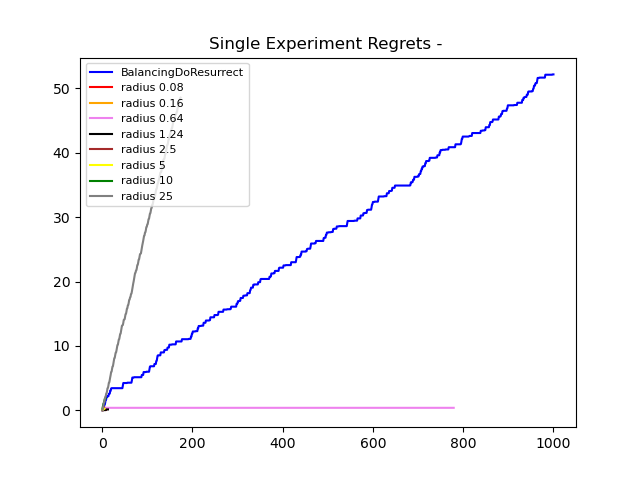 Single Experiment Regrets -
BalancingDoResurrect
radius 0.08
radius 0.16
radius 0.64
radius 1.24
radius 2.5
radius 5
radius 10
radius 25
50
40
30
20
10
0
0 200 400 600 800 1000